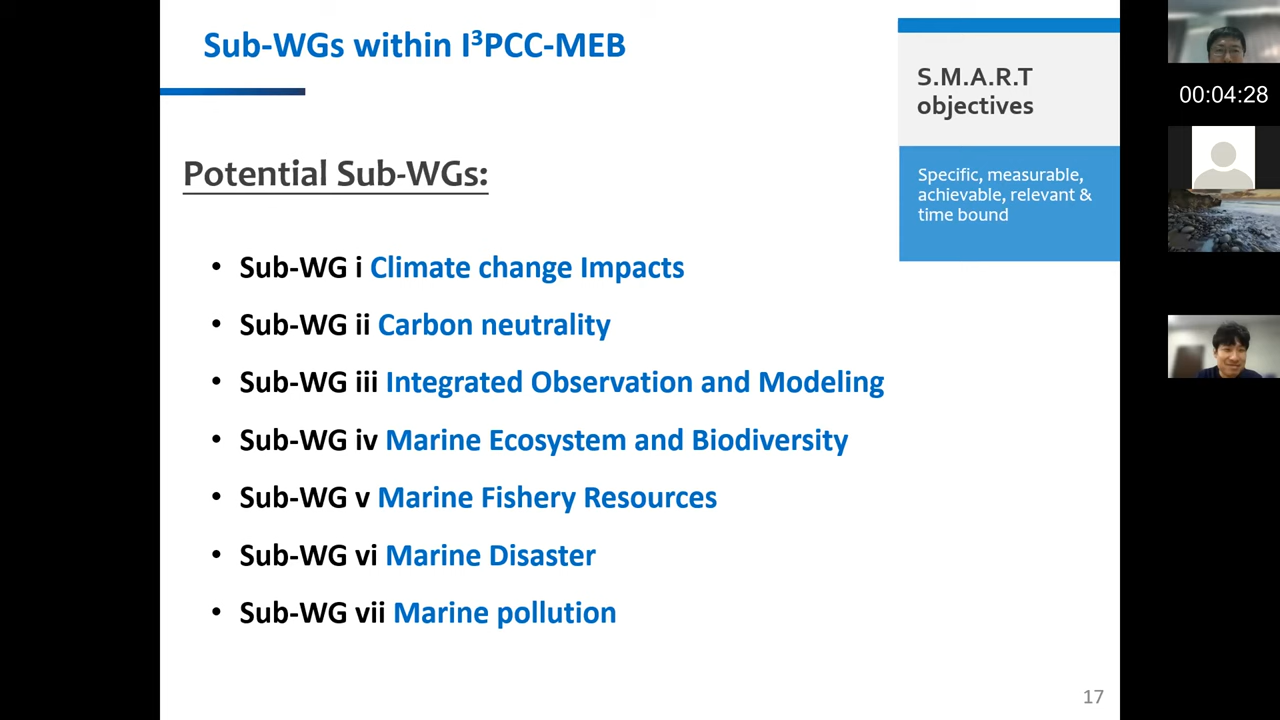 Sub-WGs within I³PCC-MEB
S.M.A.R.T
objectives
Specific, measurable,
achievable, relevant &
time bound
Potential Sub-WGs:
• Sub-WG i Climate change Impacts
• Sub-WG ii Carbon neutrality
• Sub-WG iii Integrated Observation and Modeling
• Sub-WG iv Marine Ecosystem and Biodiversity
• Sub-WG v Marine Fishery Resources
• Sub-WG vi Marine Disaster
• Sub-WG vii Marine pollution
17
00:04:28